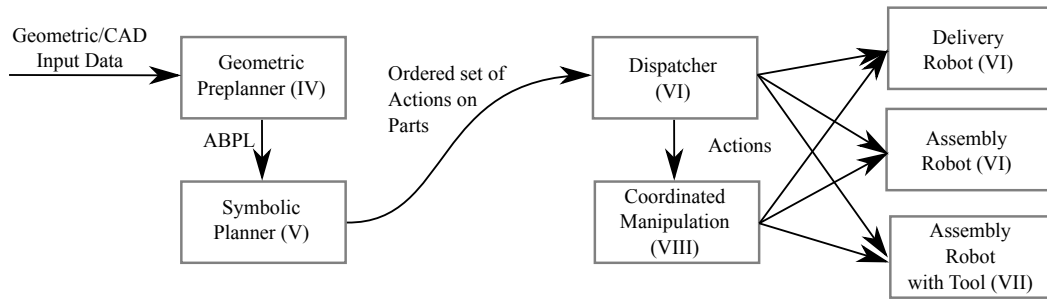 Geometric/CAD
Input Data
Geometric
Preplanner (IV)
ABPL
Symbolic
Planner (V)
Ordered set of
Actions on
Parts
Dispatcher
(VI)
Actions
Coordinated
Manipulation
(VIII)
Delivery
Robot (VI)
Assembly
Robot (VI)
Assembly
Robot
with Tool (VII)